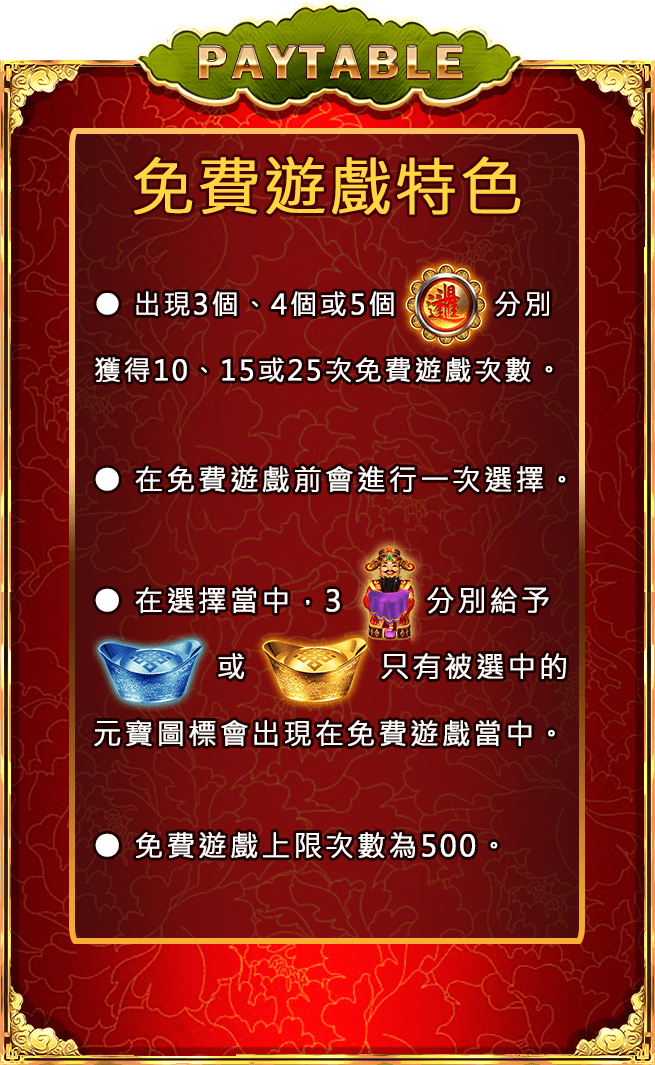 PAYTABLE
免費遊戲特色
● 出現3個、4個或5個 分別
獲得10、15或25次免費遊戲次數。
● 在免費遊戲前會進行一次選擇。
● 在選擇當中，3 分別給予
或 只有被選中的
元寶圖標會出現在免費遊戲當中。
● 免費遊戲上限次數為500。